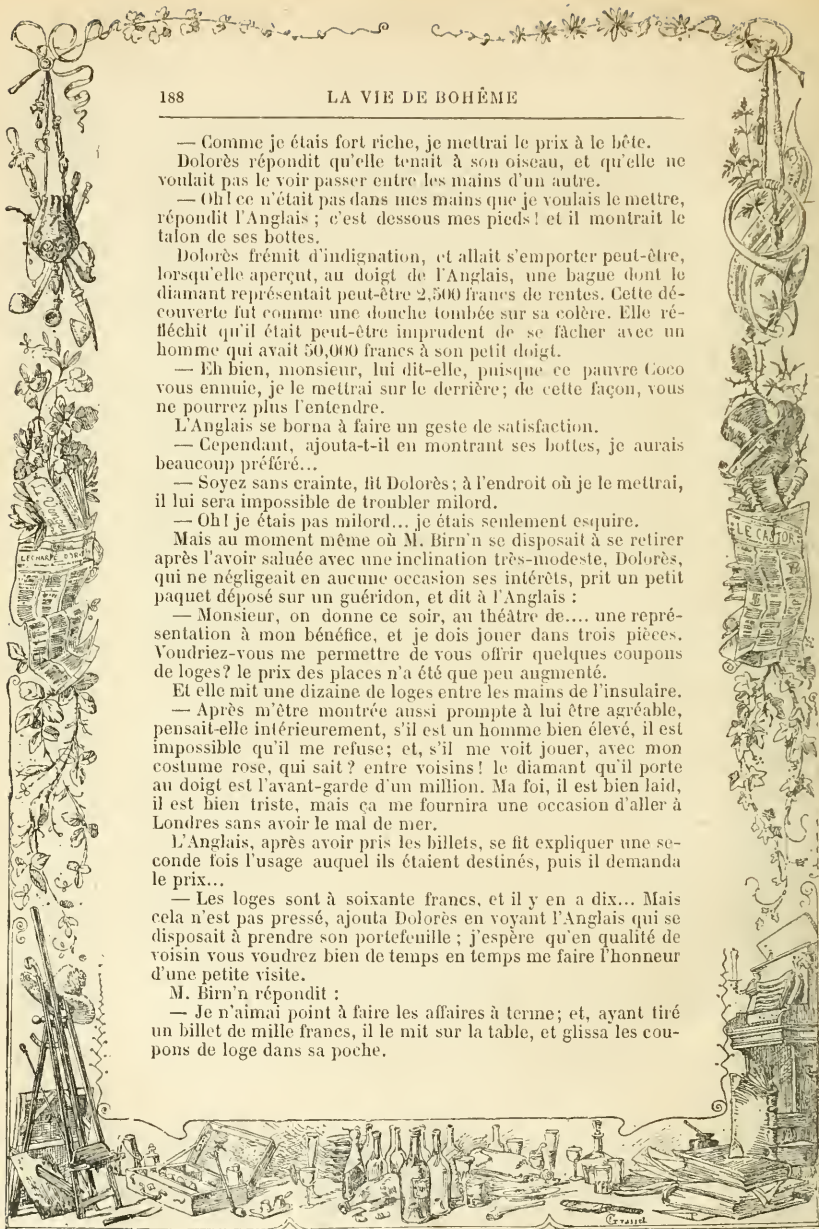 188 LA VIE DE BOHÊME
— Comme je étais fort riche, je mettrai le prix à le bête.
Dolorès répondit qu'elle tenait à son oiseau, et qu'elle ne
voulait pas le voir passer entre les mains d'un autre.
— Oh! ce n'était pas dans mes mains que je voulais le mettre,
répondit l'Anglais ; c'est dessous mes pieds! et il montrait le
talon de ses bottes.
Dolorès frémit d'indignation, et allait s'emporter peut-être,
lorsqu'elle aperçut, au doigt de l'Anglais, une bague dont le
diamant représentait peut-être 2,500 francs de rentes. Cette dé-
couverte fut comme une douche tombée sur sa colère. Elle ré-
fléchit qu'il était peut-être imprudent de se fâcher avec un
homme qui avait 50,000 francs à son petit doigt.
— Eh bien, monsieur, lui dit-elle, puisque ce pauvre Coco
vous ennuie, je le mettrai sur le derrière; de cette façon, vous
ne pourrez plus l'entendre.
L'Anglais se borna à faire un geste de satisfaction.
— Cependant, ajouta-t-il en montrant ses bottes, je aurais
beaucoup préféré...
— Soyez sans crainte, fit Dolorès; à l'endroit où je le mettrai,
il lui sera impossible de troubler milord.
— Oh! je étais pas milord... je étais seulement esquire.
Mais au moment même où M. Birn'n se disposait à se retirer
après l'avoir saluée avec une inclination très-modeste, Dolorès,
qui ne négligeait en aucune occasion ses intérêts, prit un petit
paquet déposé sur un guéridon, et dit à l'Anglais :
— Monsieur, on donne ce soir, au théâtre de.... une repré-
sentation à mon bénéfice, et je dois jouer dans trois pièces.
Voudriez-vous me permettre de vous offrir quelques coupons
de loges? le prix des places n'a été que peu augmenté.
Et elle mit une dizaine de loges entre les mains de l'insulaire.
— Après m'être montrée aussi prompte à lui être agréable,
pensait-elle intérieurement, s'il est un homme bien élevé, il est
impossible qu'il me refuse; et, s'il me voit jouer, avec mon
costume rose, qui sait? entre voisins! le diamant qu'il porte
au doigt est l'avant-garde d'un million. Ma foi, il est bien laid,
il est bien triste, mais ça me fournira une occasion d'aller à
Londres sans avoir le mal de mer.
L'Anglais, après avoir pris les billets, se fit expliquer une se-
conde fois l'usage auquel ils étaient destinés, puis il demanda
le prix...
— Les loges sont à soixante francs, et il y en a dix... Mais
cela n'est pas pressé, ajouta Dolorès en voyant l'Anglais qui se
disposait à prendre son portefeuille ; j'espère qu'en qualité de
voisin vous voudrez bien de temps en temps me faire l'honneur
d'une petite visite.
M. Birn'n répondit :
— Je n'aimai point à faire les affaires à terme; et, ayant tiré
un billet de mille francs, il le mit sur la table, et glissa les cou-
pons de loge dans sa poche.
LE CASTOR